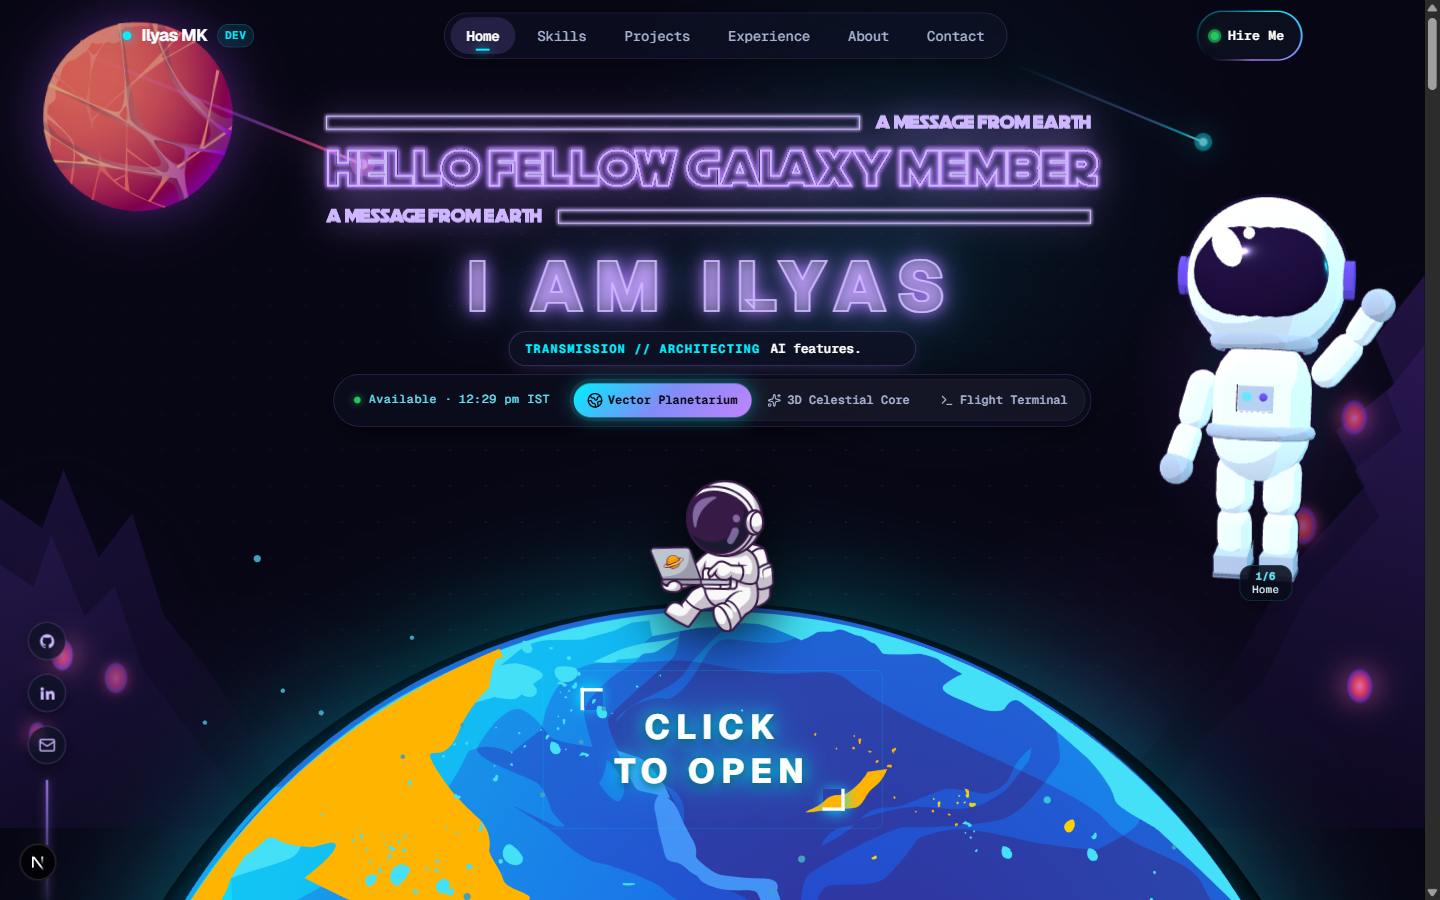 Ilyas MK DEV
Home Skills Projects Experience About Contact
Hire Me
A MESSAGE FROM EARTH
HELLO FELLOW GALAXY MEMBER
A MESSAGE FROM EARTH
I AM ILYAS
TRANSMISSION // ARCHITECTING AI features.
Available · 12:29 pm IST Vector Planetarium 3D Celestial Core Flight Terminal
1/6
Home
in
CLICK
TO OPEN
N